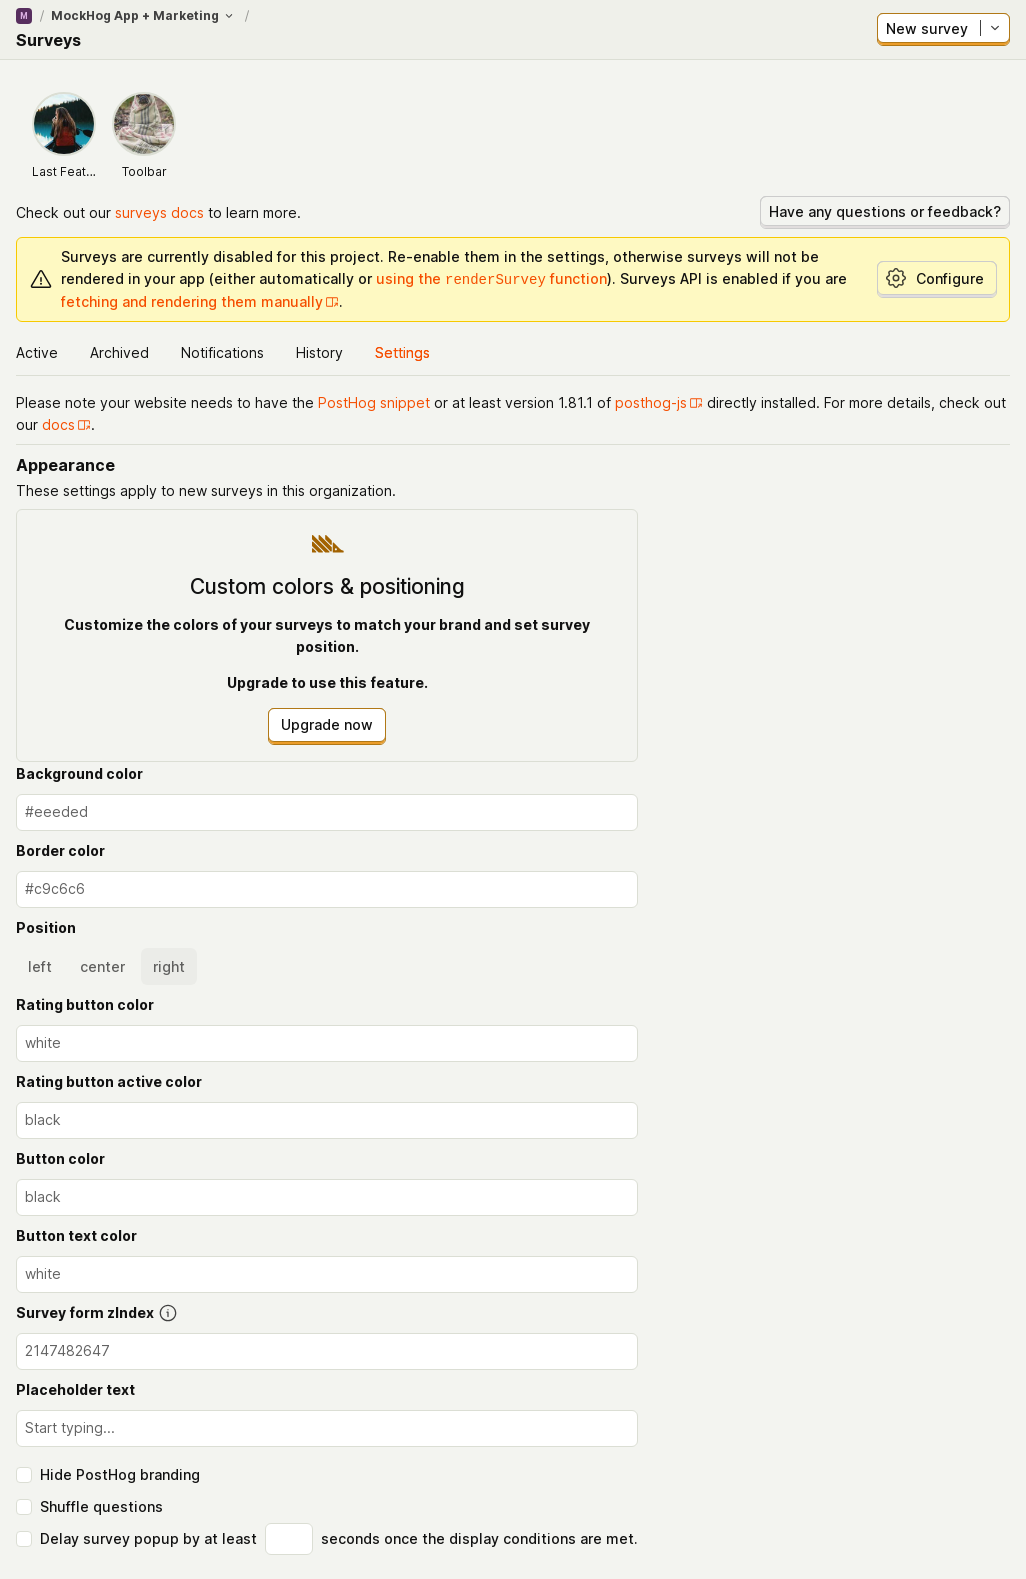 M / MockHog App + Marketing /
Surveys
New survey
Last Feat...
Toolbar
Check out our surveys docs to learn more.
Have any questions or feedback?
Surveys are currently disabled for this project. Re-enable them in the settings, otherwise surveys will not be
rendered in your app (either automatically or using the renderSurvey function). Surveys API is enabled if you are
fetching and rendering them manually.
Configure
Active
Archived
Notifications
History
Settings
Please note your website needs to have the PostHog snippet or at least version 1.81.1 of posthog-js directly installed. For more details, check out
our docs.
Appearance
These settings apply to new surveys in this organization.
Custom colors & positioning
Customize the colors of your surveys to match your brand and set survey
position.
Upgrade to use this feature.
Upgrade now
Background color
#eeeded
Border color
#c9c6c6
Position
left
center
right
Rating button color
white
Rating button active color
black
Button color
black
Button text color
white
Survey form zIndex
2147482647
Placeholder text
Start typing...
Hide PostHog branding
Shuffle questions
Delay survey popup by at least seconds once the display conditions are met.